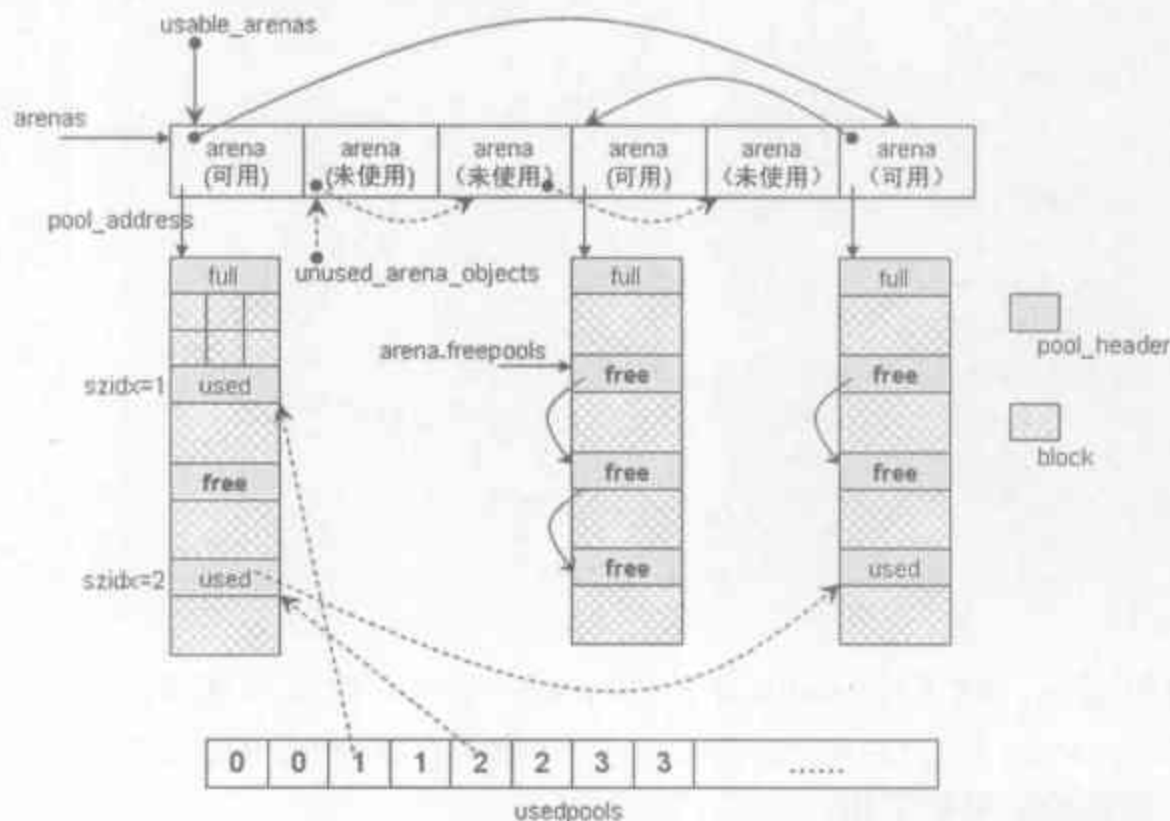 usable_arenas
arenas
arena
(可用)
arena
(未使用)
arena
（未使用）
arena
(可用)
arena
（未使用）
arena
（可用）
pool_address
unused_arena_objects
full
full
full
pool_header
arena.freepools
szidx=1
used
free
free
block
free
free
free
szidx=2
used
free
used
0 0 1 1 2 2 3 3 ......
usedpools